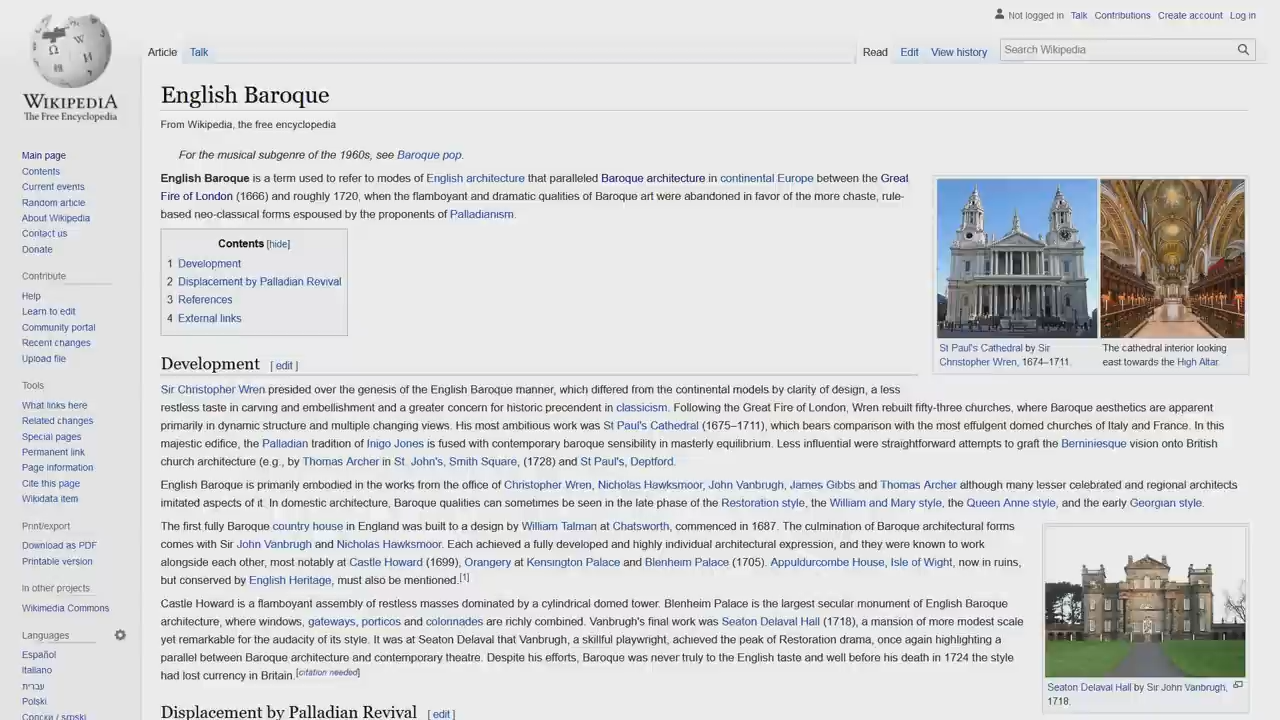 Not logged in Talk Contributions Create account Log in
Article Talk Read Edit View history Search Wikipedia
WIKIPEDIA
The Free Encyclopedia
Main page
Contents
Current events
Random article
About Wikipedia
Contact us
Donate
Contribute
Help
Learn to edit
Community portal
Recent changes
Upload file
Tools
What links here
Related changes
Special pages
Permanent link
Page information
Cite this page
Wikidata item
Print/export
Download as PDF
Printable version
In other projects
Wikimedia Commons
Languages
Español
Italiano
עברית
Polski
Српски / srpski
English Baroque
From Wikipedia, the free encyclopedia
For the musical subgenre of the 1960s, see Baroque pop.
English Baroque is a term used to refer to modes of English architecture that paralleled Baroque architecture in continental Europe between the Great
Fire of London (1666) and roughly 1720, when the flamboyant and dramatic qualities of Baroque art were abandoned in favor of the more chaste, rule-
based neo-classical forms espoused by the proponents of Palladianism.
Contents [hide]
1 Development
2 Displacement by Palladian Revival
3 References
4 External links
St Paul's Cathedral by Sir
Christopher Wren, 1674–1711.
The cathedral interior looking
east towards the High Altar.
Development [ edit ]
Sir Christopher Wren presided over the genesis of the English Baroque manner, which differed from the continental models by clarity of design, a less
restless taste in carving and embellishment and a greater concern for historic precedent in classicism. Following the Great Fire of London, Wren rebuilt fifty-three churches, where Baroque aesthetics are apparent
primarily in dynamic structure and multiple changing views. His most ambitious work was St Paul's Cathedral (1675–1711), which bears comparison with the most effulgent domed churches of Italy and France. In this
majestic edifice, the Palladian tradition of Inigo Jones is fused with contemporary baroque sensibility in masterly equilibrium. Less influential were straightforward attempts to graft the Berniniesque vision onto British
church architecture (e.g., by Thomas Archer in St. John's, Smith Square, (1728) and St Paul's, Deptford.
English Baroque is primarily embodied in the works from the office of Christopher Wren, Nicholas Hawksmoor, John Vanbrugh, James Gibbs and Thomas Archer although many lesser celebrated and regional architects
imitated aspects of it. In domestic architecture, Baroque qualities can sometimes be seen in the late phase of the Restoration style, the William and Mary style, the Queen Anne style, and the early Georgian style.
The first fully Baroque country house in England was built to a design by William Talman at Chatsworth, commenced in 1687. The culmination of Baroque architectural forms
comes with Sir John Vanbrugh and Nicholas Hawksmoor. Each achieved a fully developed and highly individual architectural expression, and they were known to work
alongside each other, most notably at Castle Howard (1699), Orangery at Kensington Palace and Blenheim Palace (1705). Appuldurcombe House, Isle of Wight, now in ruins,
but conserved by English Heritage, must also be mentioned.[1]
Castle Howard is a flamboyant assembly of restless masses dominated by a cylindrical domed tower. Blenheim Palace is the largest secular monument of English Baroque
architecture, where windows, gateways, porticos and colonnades are richly combined. Vanbrugh's final work was Seaton Delaval Hall (1718), a mansion of more modest scale
yet remarkable for the audacity of its style. It was at Seaton Delaval that Vanbrugh, a skillful playwright, achieved the peak of Restoration drama, once again highlighting a
parallel between Baroque architecture and contemporary theatre. Despite his efforts, Baroque was never truly to the English taste and well before his death in 1724 the style
had lost currency in Britain.[citation needed]
Seaton Delaval Hall by Sir John Vanbrugh,
1718.
Displacement by Palladian Revival [ edit ]